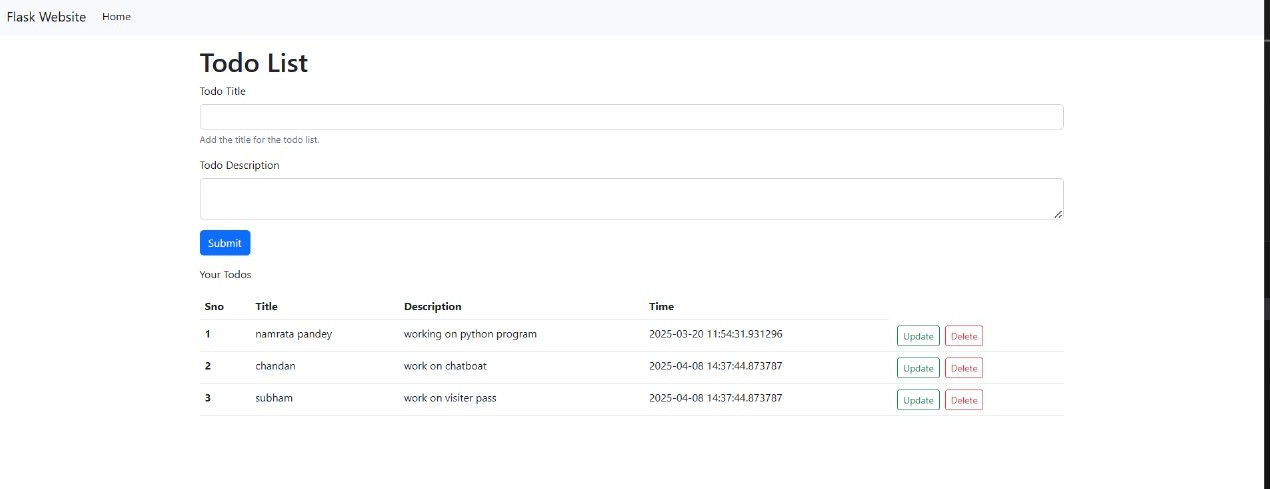 Flask Website Home
Todo List
Todo Title
Add the title for the todo list.
Todo Description
Submit
Your Todos
Sno Title Description Time
1 namrata pandey working on python program 2025-03-20 11:54:31.931296 Update Delete
2 chandan work on chatboat 2025-04-08 14:37:44.873787 Update Delete
3 subham work on visiter pass 2025-04-08 14:37:44.873787 Update Delete